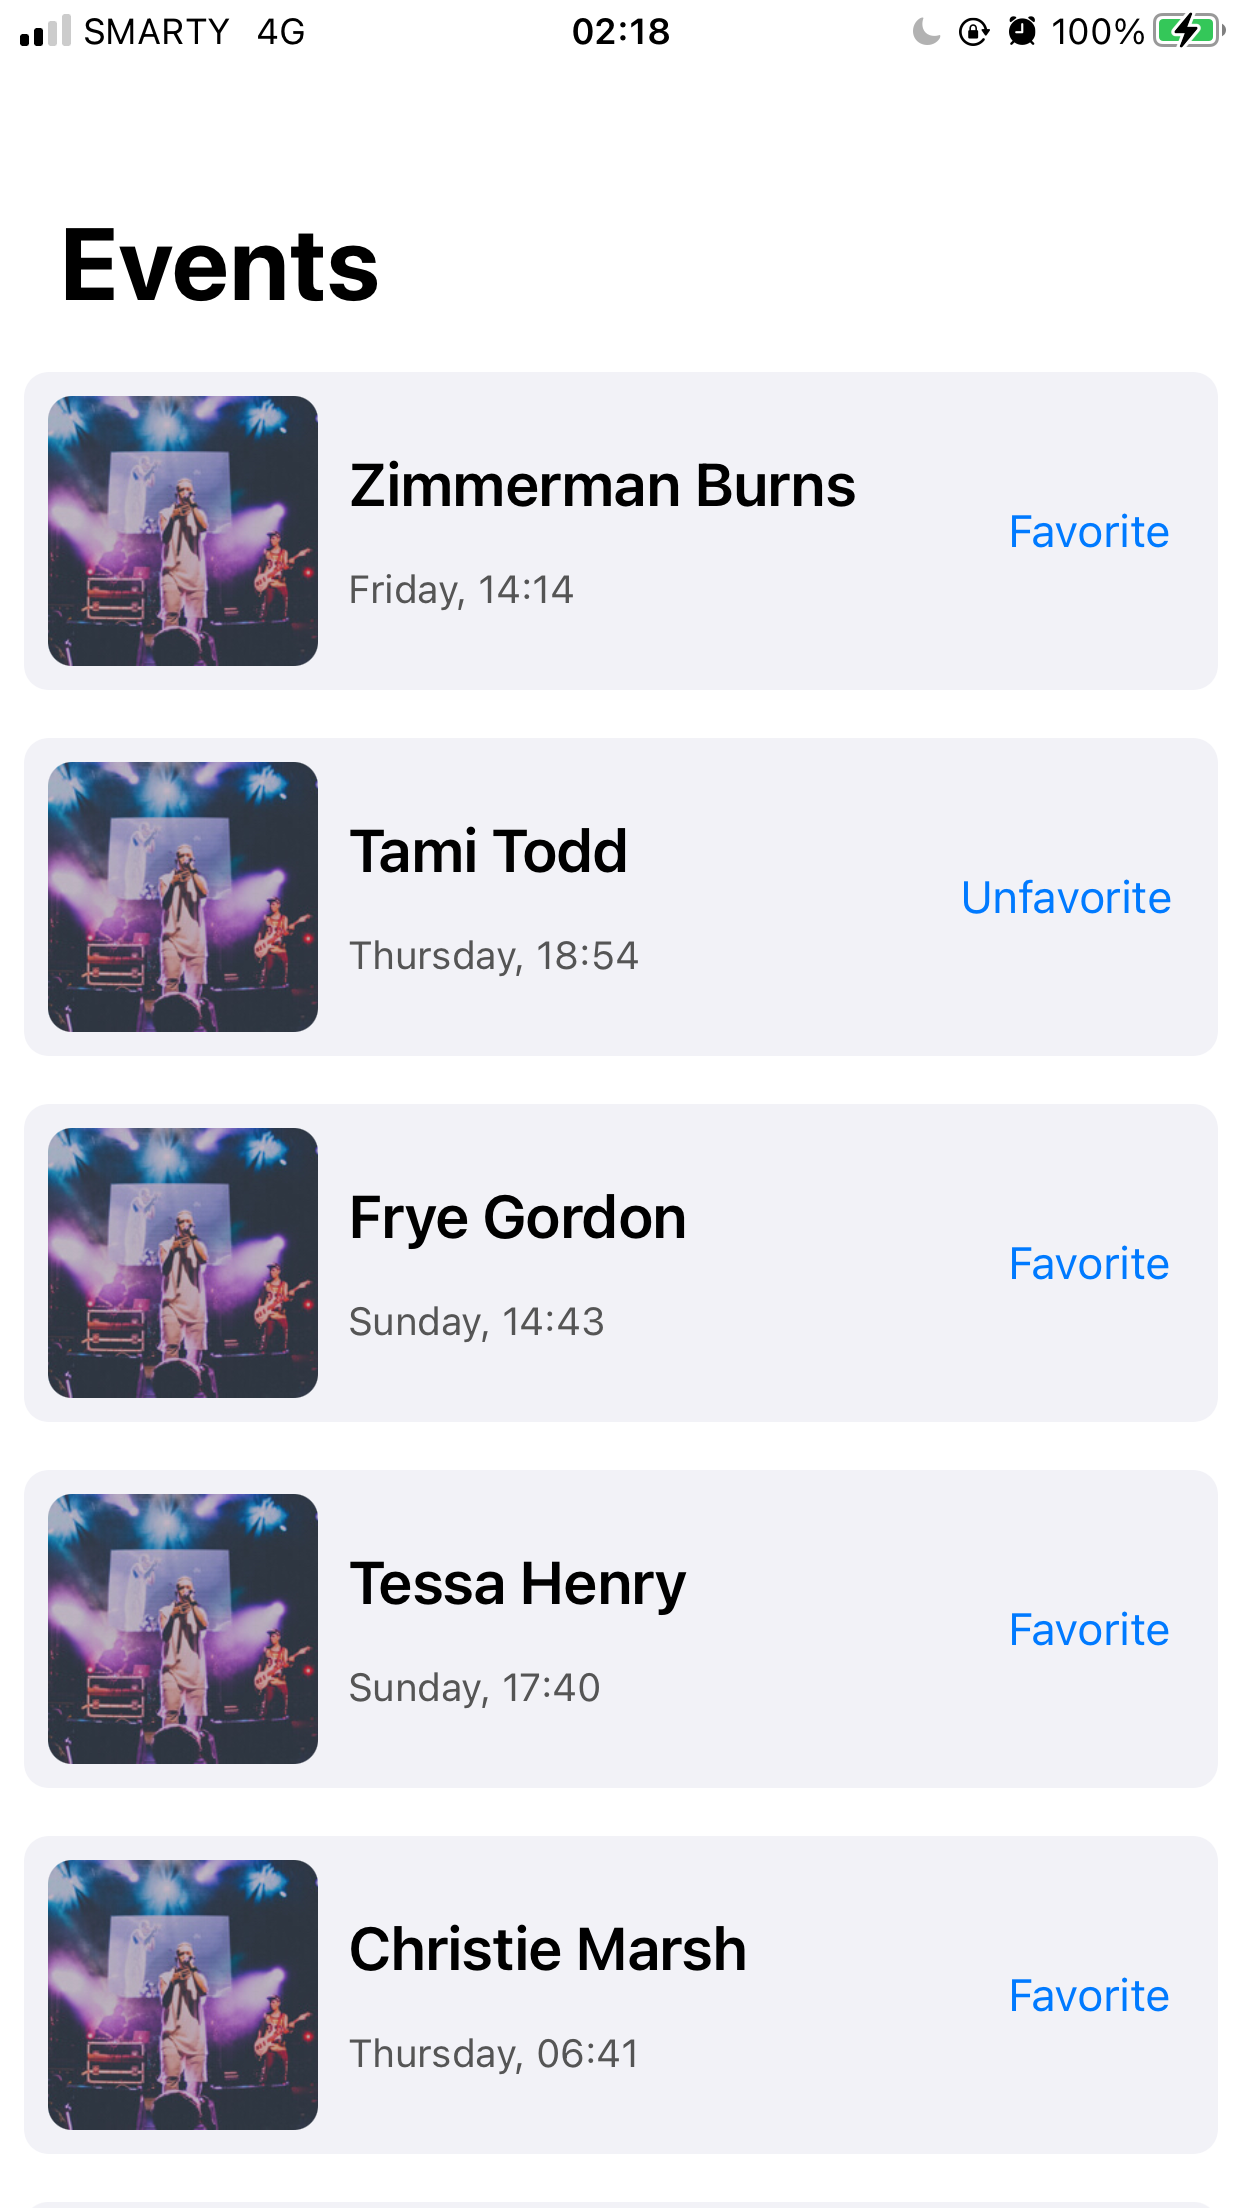 SMARTY 4G 02:18 100%
Events
Zimmerman Burns
Friday, 14:14
Favorite
Tami Todd
Thursday, 18:54
Unfavorite
Frye Gordon
Sunday, 14:43
Favorite
Tessa Henry
Sunday, 17:40
Favorite
Christie Marsh
Thursday, 06:41
Favorite